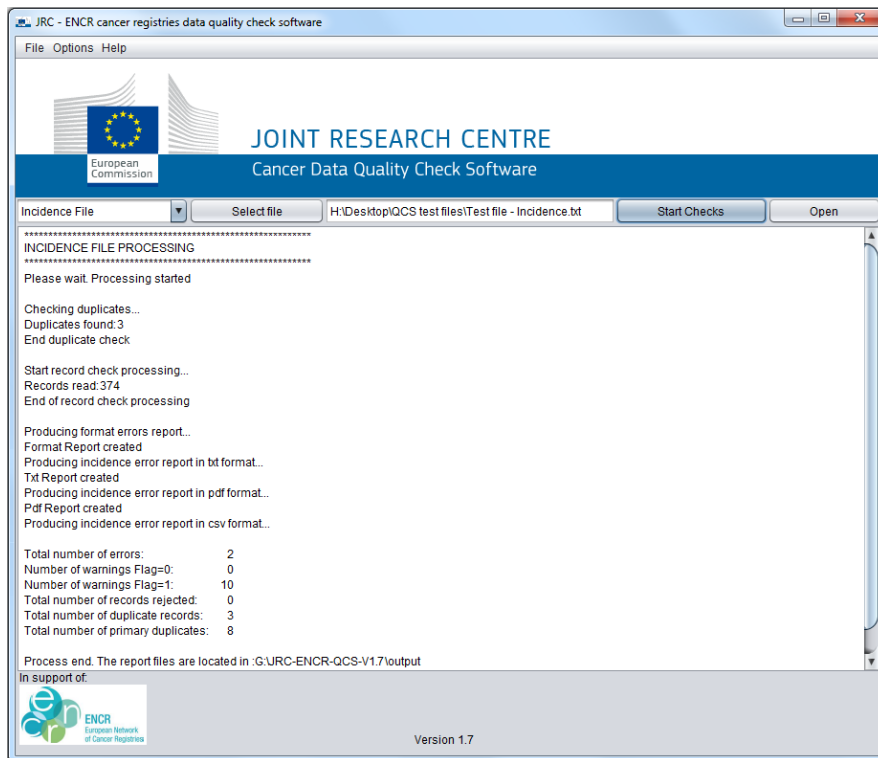 JRC - ENCR cancer registries data quality check software
File Options Help
JOINT RESEARCH CENTRE
European
Commission
Cancer Data Quality Check Software
Incidence File
Select file
H:\Desktop\QCS test files\Test file - Incidence.txt
Start Checks
Open
************************************************************
INCIDENCE FILE PROCESSING
************************************************************
Please wait. Processing started
Checking duplicates...
Duplicates found:3
End duplicate check
Start record check processing...
Records read:374
End of record check processing
Producing format errors report...
Format Report created
Producing incidence error report in txt format...
Txt Report created
Producing incidence error report in pdf format...
Pdf Report created
Producing incidence error report in csv format...
Total number of errors: 2
Number of warnings Flag=0: 0
Number of warnings Flag=1: 10
Total number of records rejected: 0
Total number of duplicate records: 3
Total number of primary duplicates: 8
Process end. The report files are located in :G:\JRC-ENCR-QCS-V1.7\output
In support of:
encr
ENCR
European Network
of Cancer Registries
Version 1.7